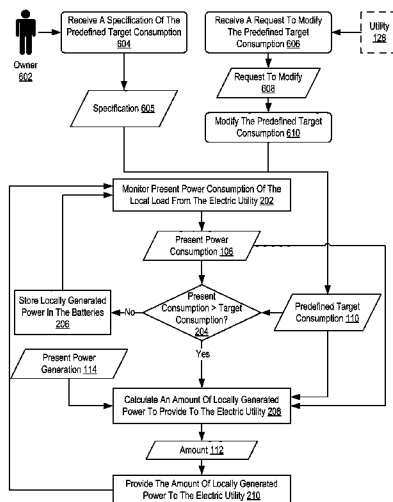 Receive A Specification Of The
Predefined Target Consumption
604
Receive A Request To Modify
The Predefined Target
Consumption 606
Utility
128
Owner
602
Request To Modify
608
Specification 605
Modify The Predefined Target
Consumption 610
Monitor Present Power Consumption Of The
Local Load From The Electric Utility 202
Present Power
Consumption 106
Present
Consumption > Target
Consumption?
204
No
Yes
Store Locally Generated
Power In The Batteries
206
Predefined Target
Consumption 110
Present Power
Generation 114
Calculate An Amount Of Locally Generated
Power To Provide To The Electric Utility 208
Amount 112
Provide The Amount Of Locally Generated
Power To The Electric Utility 210